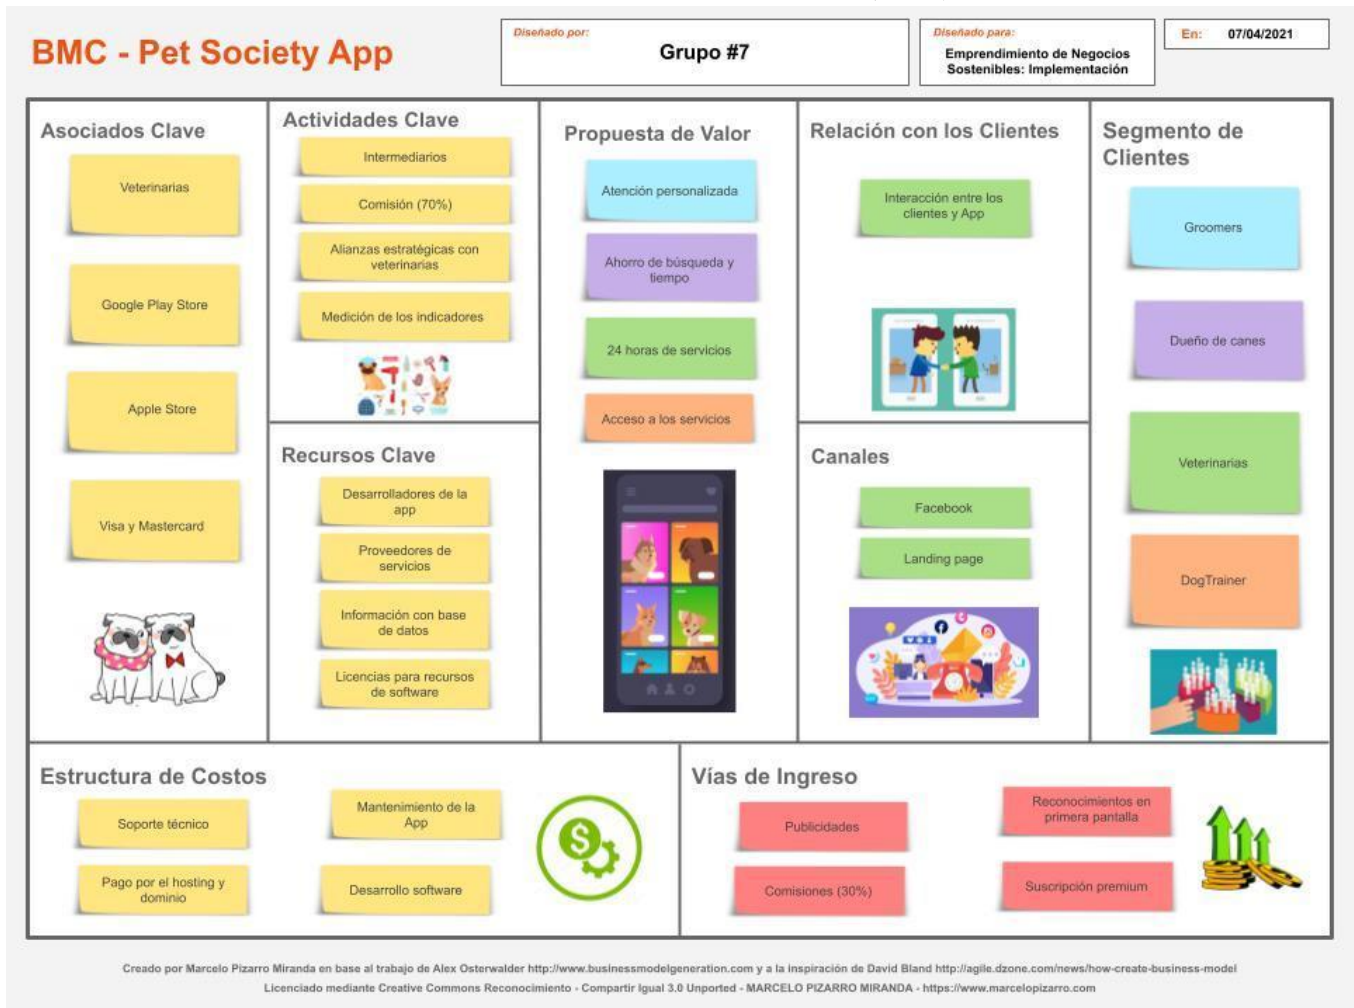 BMC - Pet Society App
Diseñado por:
Grupo #7
Diseñado para:
Emprendimiento de Negocios
Sostenibles: Implementación
En: 07/04/2021
Asociados Clave
Veterinarias
Google Play Store
Apple Store
Visa y Mastercard
Actividades Clave
Intermediarios
Comisión (70%)
Alianzas estratégicas con
veterinarias
Medición de los indicadores
Recursos Clave
Desarrolladores de la
app
Proveedores de
servicios
Información con base
de datos
Licencias para recursos
de software
Propuesta de Valor
Atención personalizada
Ahorro de búsqueda y
tiempo
24 horas de servicios
Acceso a los servicios
Relación con los Clientes
Interacción entre los
clientes y App
Canales
Facebook
Landing page
Segmento de
Clientes
Groomers
Dueño de canes
Veterinarias
DogTrainer
Estructura de Costos
Soporte técnico
Mantenimiento de la
App
Pago por el hosting y
dominio
Desarrollo software
Vías de Ingreso
Publicidades
Reconocimientos en
primera pantalla
Comisiones (30%)
Suscripción premium
Creado por Marcelo Pizarro Miranda en base al trabajo de Alex Osterwalder http://www.businessmodelgeneration.com y a la inspiración de David Bland http://agile.dzone.com/news/how-create-business-model
Licenciado mediante Creative Commons Reconocimiento - Compartir Igual 3.0 Unported - MARCELO PIZARRO MIRANDA - https://www.marcelopizarro.com